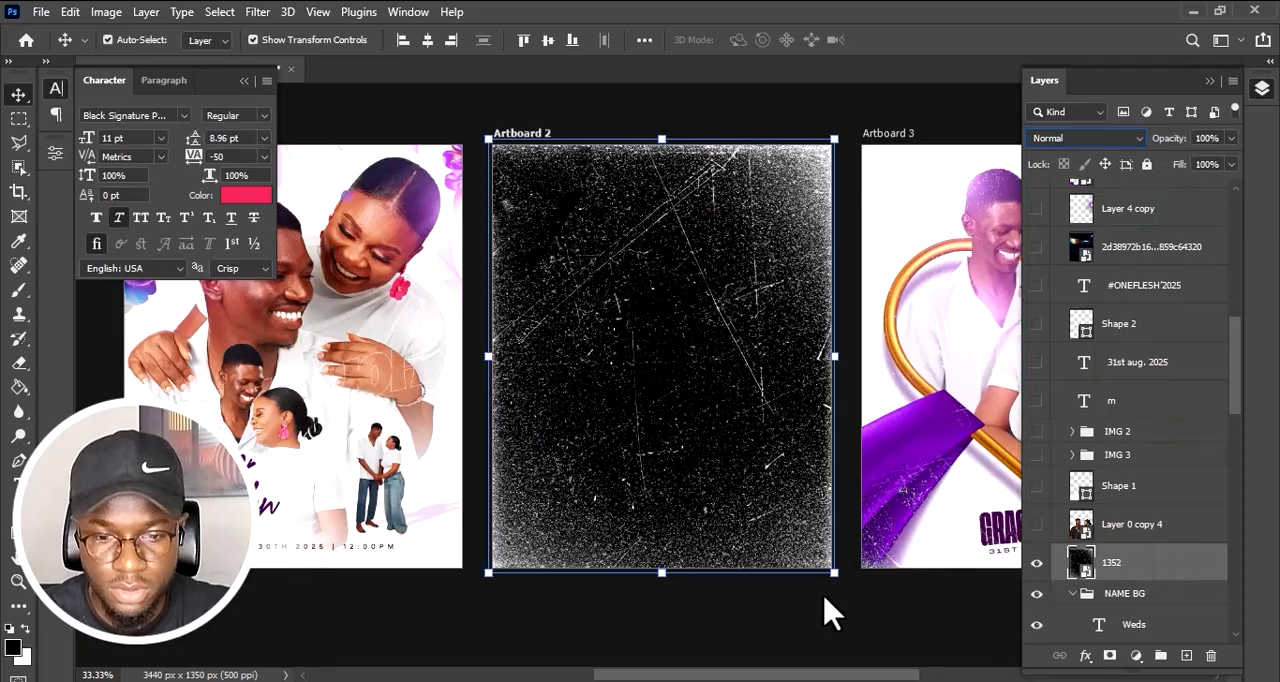 Ps File Edit Image Layer Type Select Filter 3D View Plugins Window Help
Auto-Select: Layer Show Transform Controls 3D Mode:
Character Paragraph
Black Signature P... Regular
11 pt 8.96 pt
Metrics -50
100% 100%
0 pt Color:
English: USA Crisp
Artboard 2
Artboard 3
30TH 2025 | 12:00PM
31ST
33.33% 3440 px x 1350 px (500 ppi)
Layers
Kind
Normal Opacity: 100%
Lock: Fill: 100%
Layer 4 copy
2d38972b16...859c64320
#ONEFLESH'2025
Shape 2
31st aug. 2025
m
IMG 2
IMG 3
Shape 1
Layer 0 copy 4
1352
NAME BG
Weds